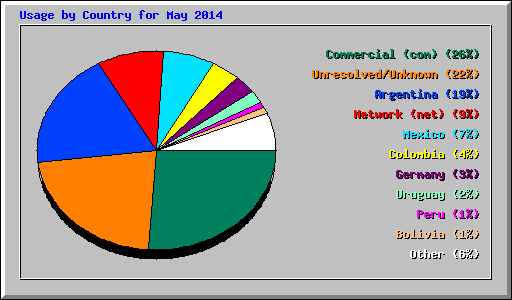 Usage by Country for May 2014
Commercial (com) (26%)
Unresolved/Unknown (22%)
Argentina (19%)
Network (net) (9%)
Mexico (7%)
Colombia (4%)
Germany (3%)
Uruguay (2%)
Peru (1%)
Bolivia (1%)
Other (6%)